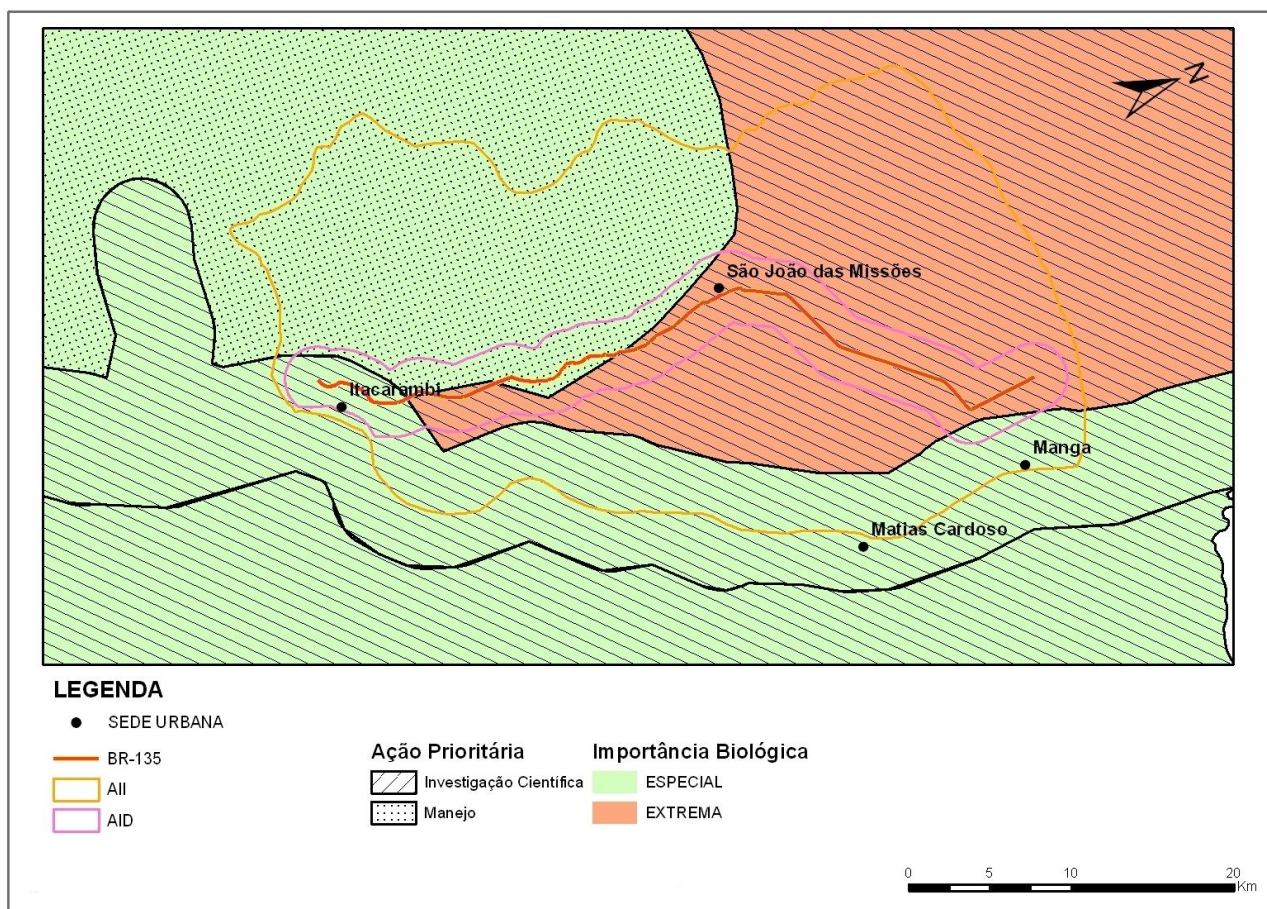 N
São João das Missões
Itacarambi
Manga
Matias Cardoso
LEGENDA
SEDE URBANA
BR-135
AII
AID
Ação Prioritária
Investigação Científica
Manejo
Importância Biológica
ESPECIAL
EXTREMA
0 5 10 20
Km